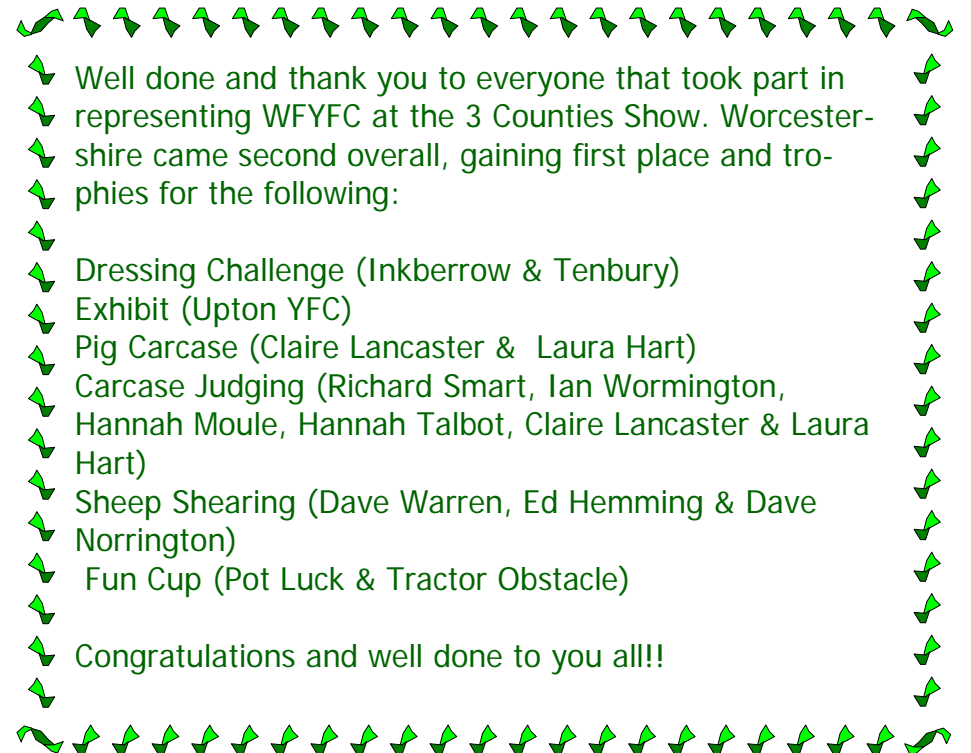 Well done and thank you to everyone that took part in
representing WFYFC at the 3 Counties Show. Worcester-
shire came second overall, gaining first place and tro-
phies for the following:
Dressing Challenge (Inkberrow & Tenbury)
Exhibit (Upton YFC)
Pig Carcase (Claire Lancaster &  Laura Hart)
Carcase Judging (Richard Smart, Ian Wormington,
Hannah Moule, Hannah Talbot, Claire Lancaster & Laura
Hart)
Sheep Shearing (Dave Warren, Ed Hemming & Dave
Norrington)
Fun Cup (Pot Luck & Tractor Obstacle)
Congratulations and well done to you all!!